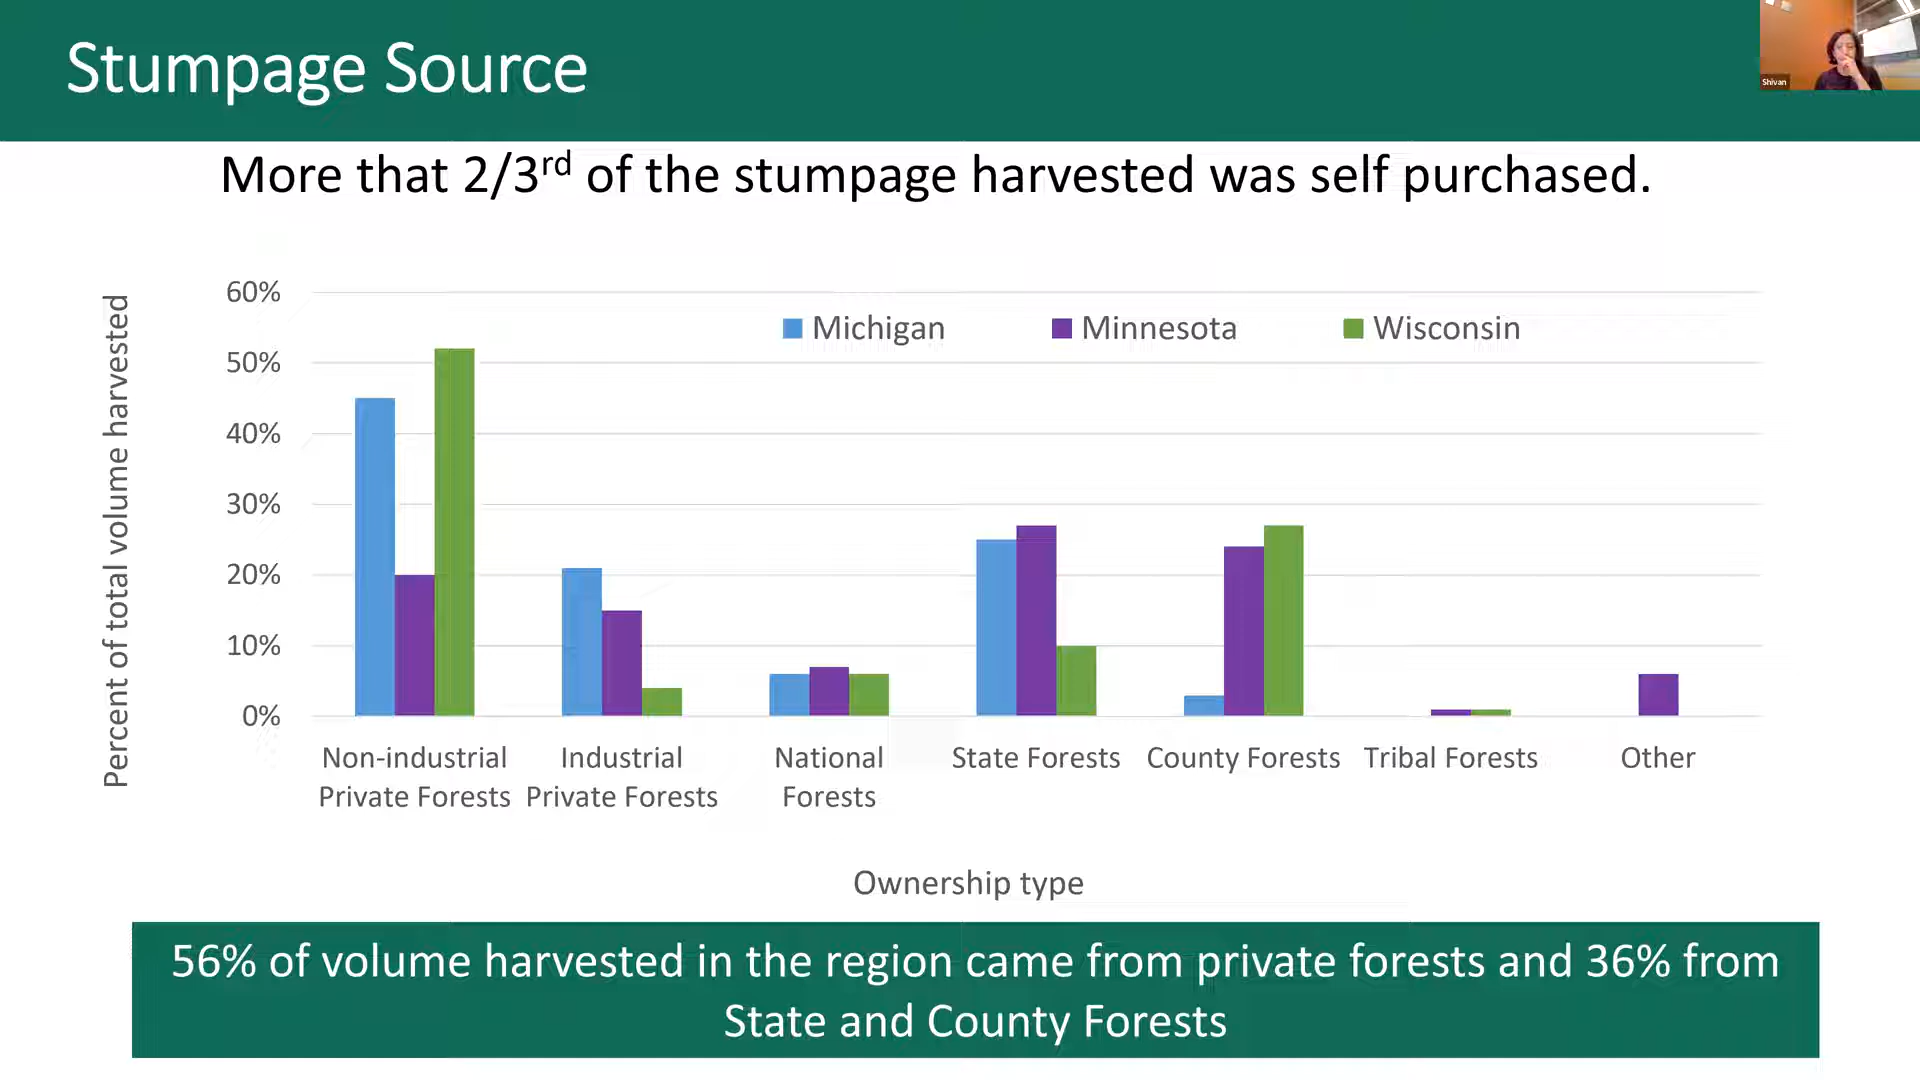 Stumpage Source
Shivan
More that 2/3rd of the stumpage harvested was self purchased.
Percent of total volume harvested
60%
50%
40%
30%
20%
10%
0%
Michigan
Minnesota
Wisconsin
Non-industrial
Private Forests
Industrial
Private Forests
National
Forests
State Forests
County Forests
Tribal Forests
Other
Ownership type
56% of volume harvested in the region came from private forests and 36% from
State and County Forests